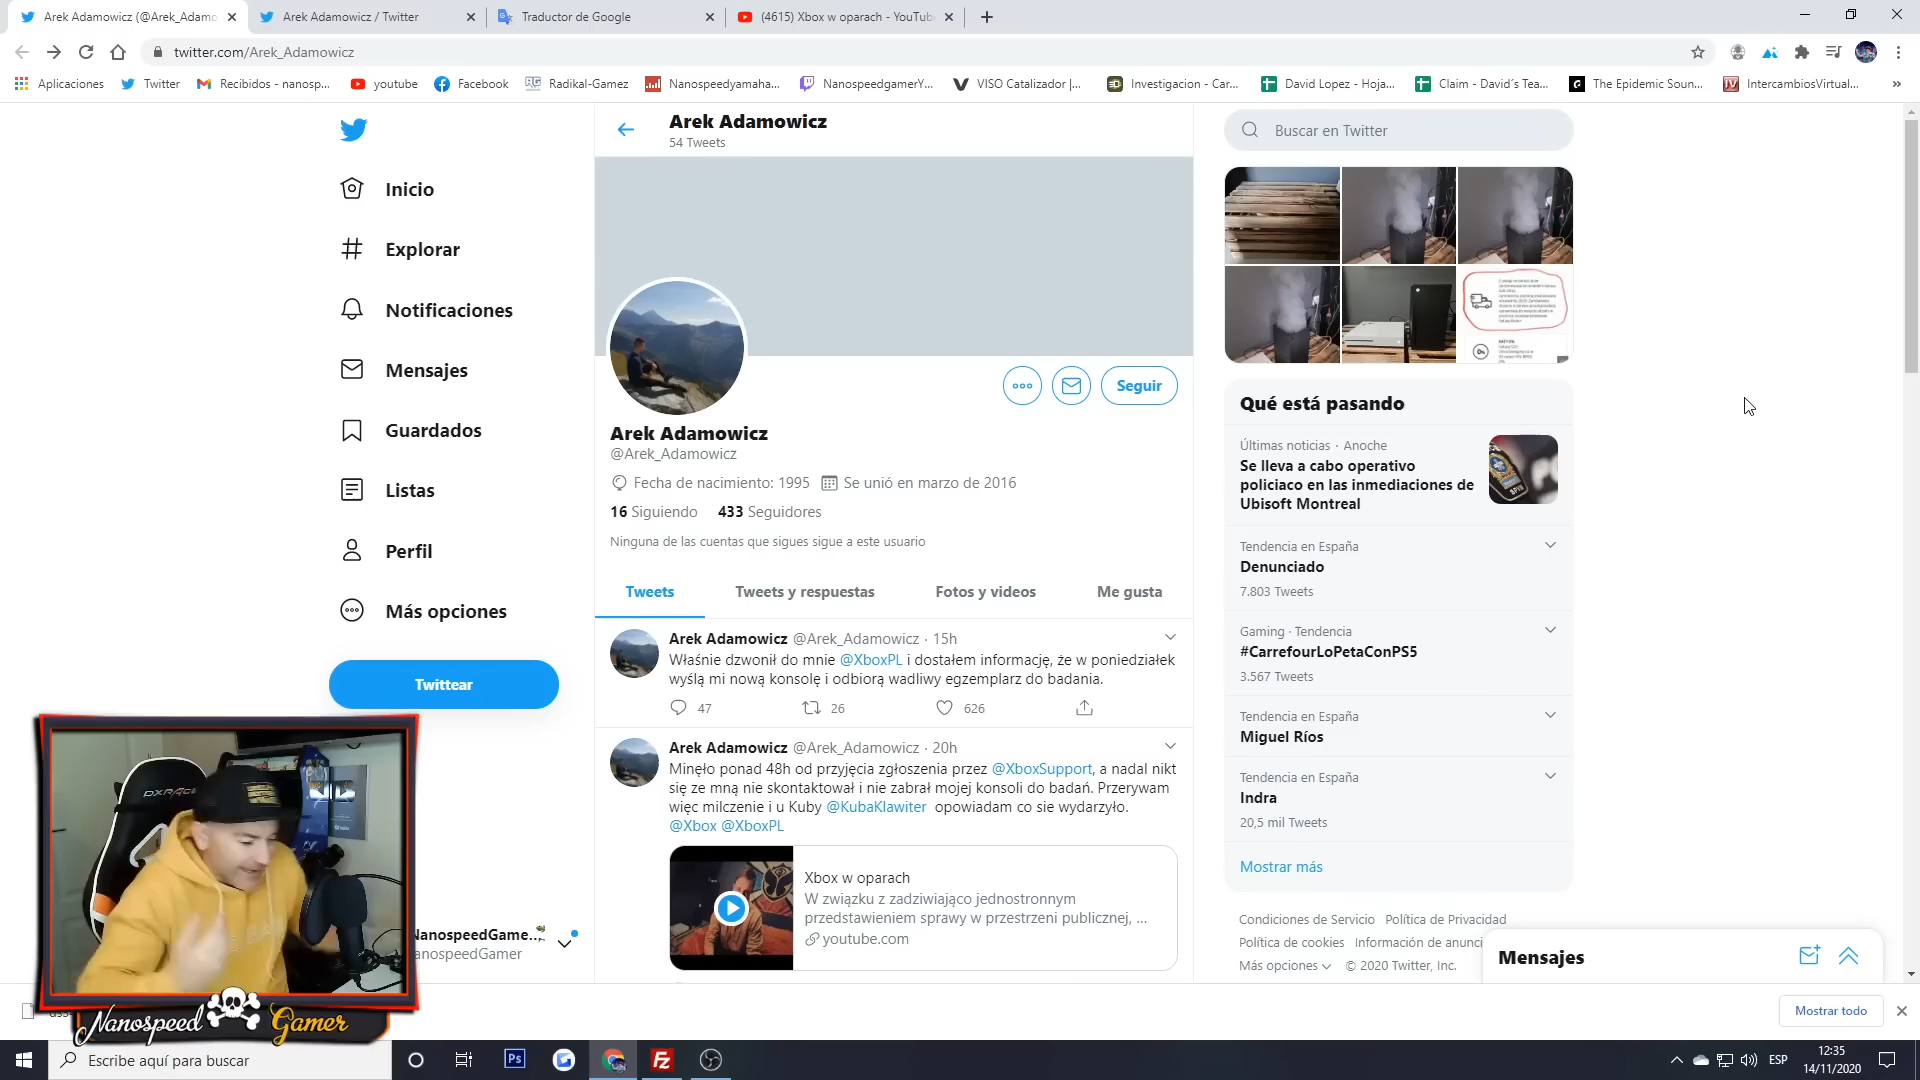 Arek Adamowicz (@Arek_Adamo
Arek Adamowicz / Twitter
Traductor de Google
(4615) Xbox w oparach - YouTub
twitter.com/Arek_Adamowicz
Aplicaciones
Twitter
Recibidos - nanosp...
youtube
Facebook
Radikal-Gamez
Nanospeedyamaha...
NanospeedgamerY...
VISO Catalizador |...
Investigacion - Car...
David Lopez - Hoja...
Claim - David´s Tea...
The Epidemic Soun...
IntercambiosVirtual...
Inicio
Explorar
Notificaciones
Mensajes
Guardados
Listas
Perfil
Más opciones
Twittear
NanospeedGame...
anospeedGamer
Arek Adamowicz
54 Tweets
Seguir
Arek Adamowicz
@Arek_Adamowicz
Fecha de nacimiento: 1995 Se unió en marzo de 2016
16 Siguiendo 433 Seguidores
Ninguna de las cuentas que sigues sigue a este usuario
Tweets Tweets y respuestas Fotos y videos Me gusta
Arek Adamowicz @Arek_Adamowicz · 15h
Właśnie dzwonił do mnie @XboxPL i dostałem informację, że w poniedziałek
wyślą mi nową konsolę i odbiorą wadliwy egzemplarz do badania.
47 26 626
Arek Adamowicz @Arek_Adamowicz · 20h
Minęło ponad 48h od przyjęcia zgłoszenia przez @XboxSupport, a nadal nikt
się ze mną nie skontaktował i nie zabrał mojej konsoli do badań. Przerywam
więc milczenie i u Kuby @KubaKlawiter opowiadam co sie wydarzyło.
@Xbox @XboxPL
Xbox w oparach
W związku z zadziwiająco jednostronnym
przedstawieniem sprawy w przestrzeni publicznej, ...
youtube.com
Buscar en Twitter
Qué está pasando
Últimas noticias · Anoche
Se lleva a cabo operativo
policiaco en las inmediaciones de
Ubisoft Montreal
Tendencia en España
Denunciado
7.803 Tweets
Gaming · Tendencia
#CarrefourLoPetaConPS5
3.567 Tweets
Tendencia en España
Miguel Ríos
Tendencia en España
Indra
20,5 mil Tweets
Mostrar más
Condiciones de Servicio Política de Privacidad
Política de cookies Información de anunci
Más opciones © 2020 Twitter, Inc.
Mensajes
DXRACE
Nanospeed Gamer
Mostrar todo
Escribe aquí para buscar
Ps
Fz
ESP
12:35
14/11/2020